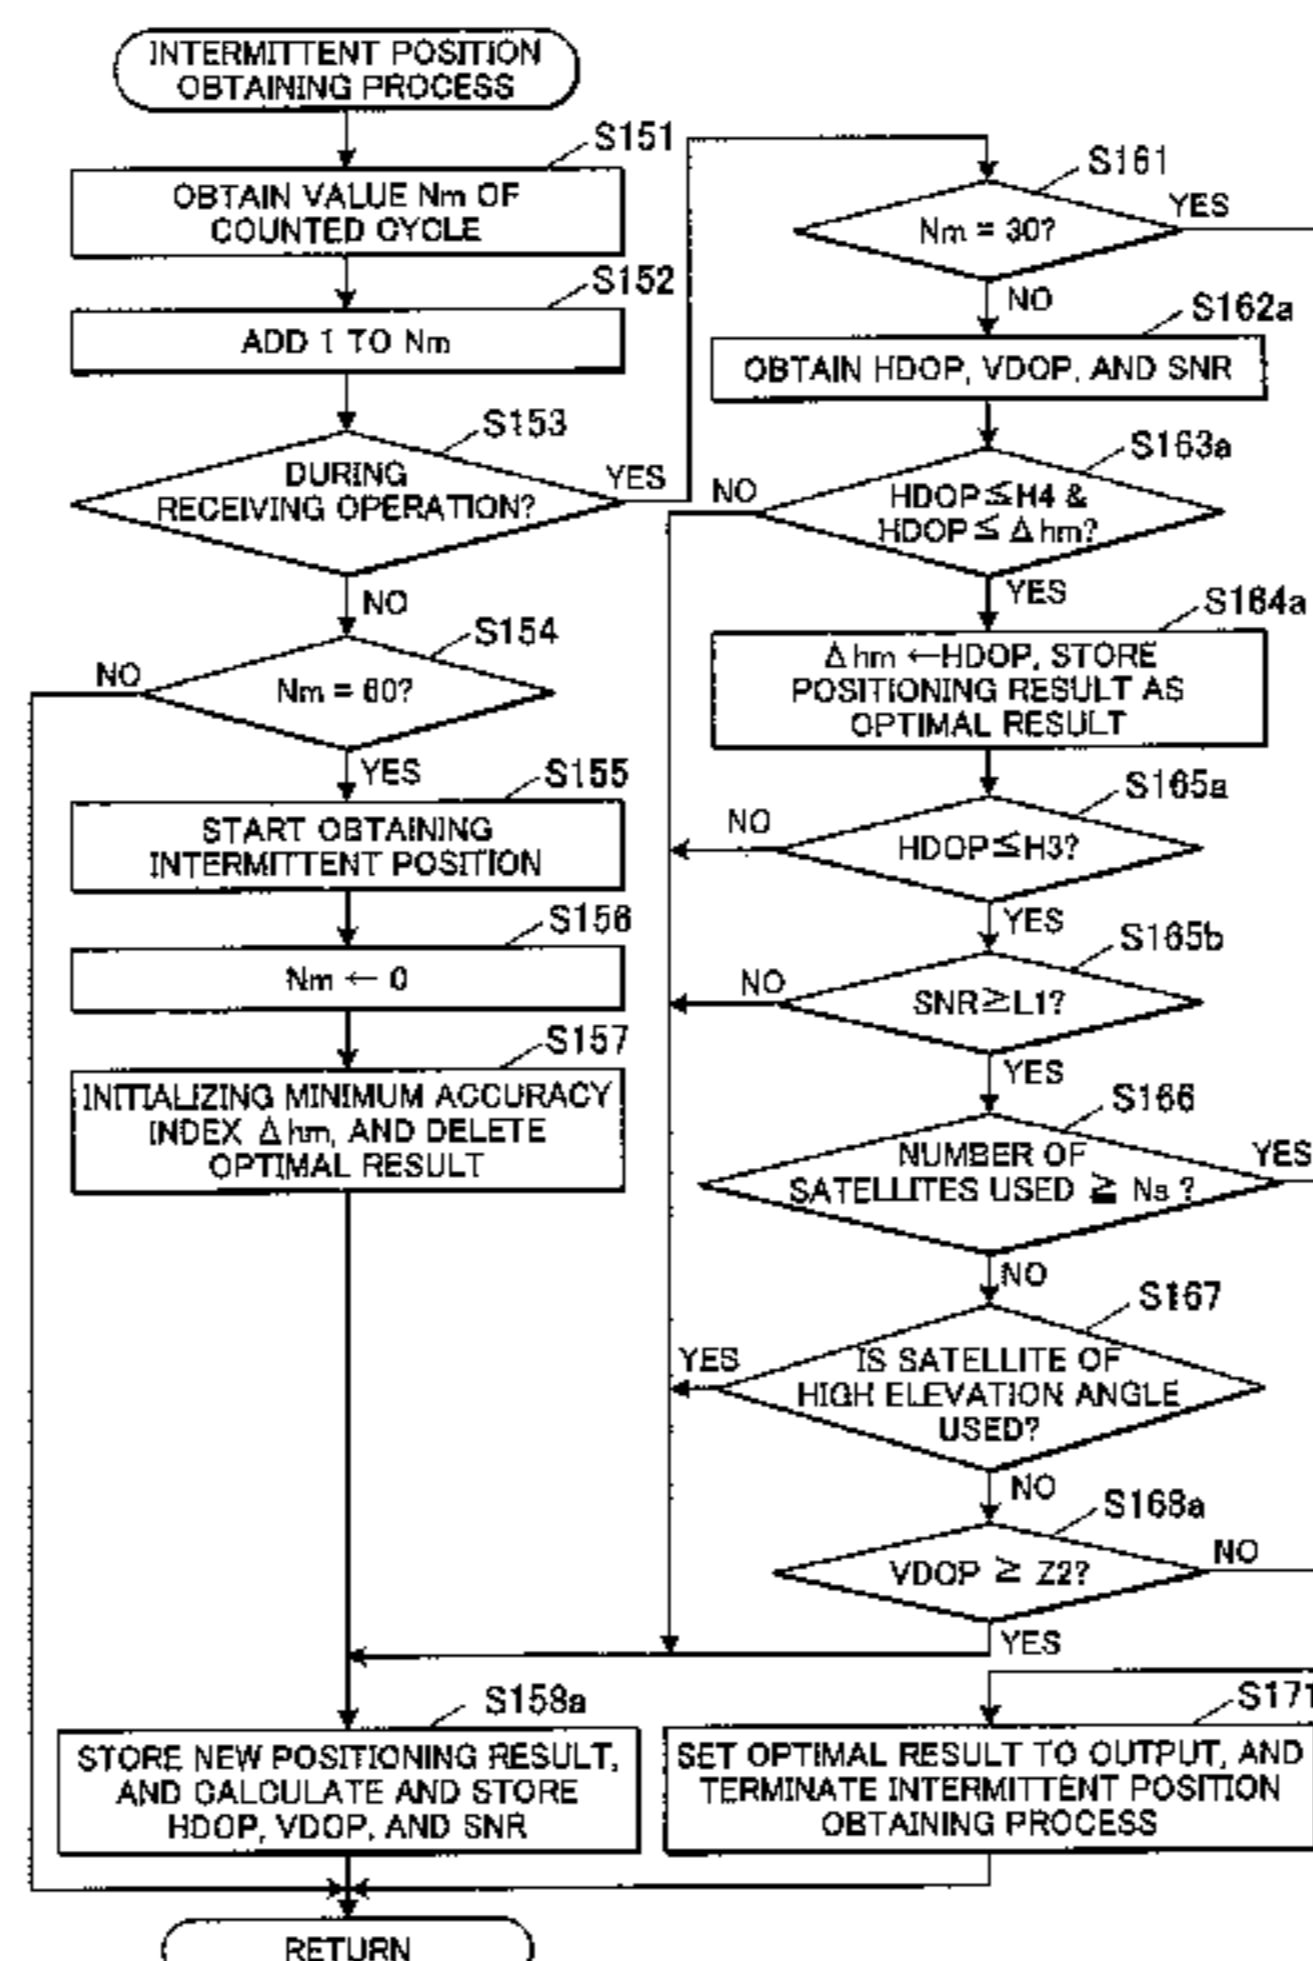 INTERMITTENT POSITION
OBTAINING PROCESS
S151
OBTAIN VALUE Nm OF
COUNTED CYCLE
S152
ADD 1 TO Nm
S153
DURING
RECEIVING OPERATION?
YES
NO
S154
NO
Nm = 60?
YES
S155
START OBTAINING
INTERMITTENT POSITION
S156
Nm ← 0
S157
INITIALIZING MINIMUM ACCURACY
INDEX Δhm, AND DELETE
OPTIMAL RESULT
S158a
STORE NEW POSITIONING RESULT,
AND CALCULATE AND STORE
HDOP, VDOP, AND SNR
RETURN
S161
Nm = 30?
YES
NO
S162a
OBTAIN HDOP, VDOP, AND SNR
S163a
NO
HDOP≦H4 &
HDOP≦ Δhm?
YES
S164a
Δhm ←HDOP, STORE
POSITIONING RESULT AS
OPTIMAL RESULT
S165a
NO
HDOP≦H3?
YES
S165b
NO
SNR≧L1?
YES
S166
NUMBER OF
SATELLITES USED ≧ Ns ?
YES
NO
S167
YES
IS SATELLITE OF
HIGH ELEVATION ANGLE
USED?
NO
S168a
VDOP ≧ Z2?
NO
YES
S171
SET OPTIMAL RESULT TO OUTPUT, AND
TERMINATE INTERMITTENT POSITION
OBTAINING PROCESS